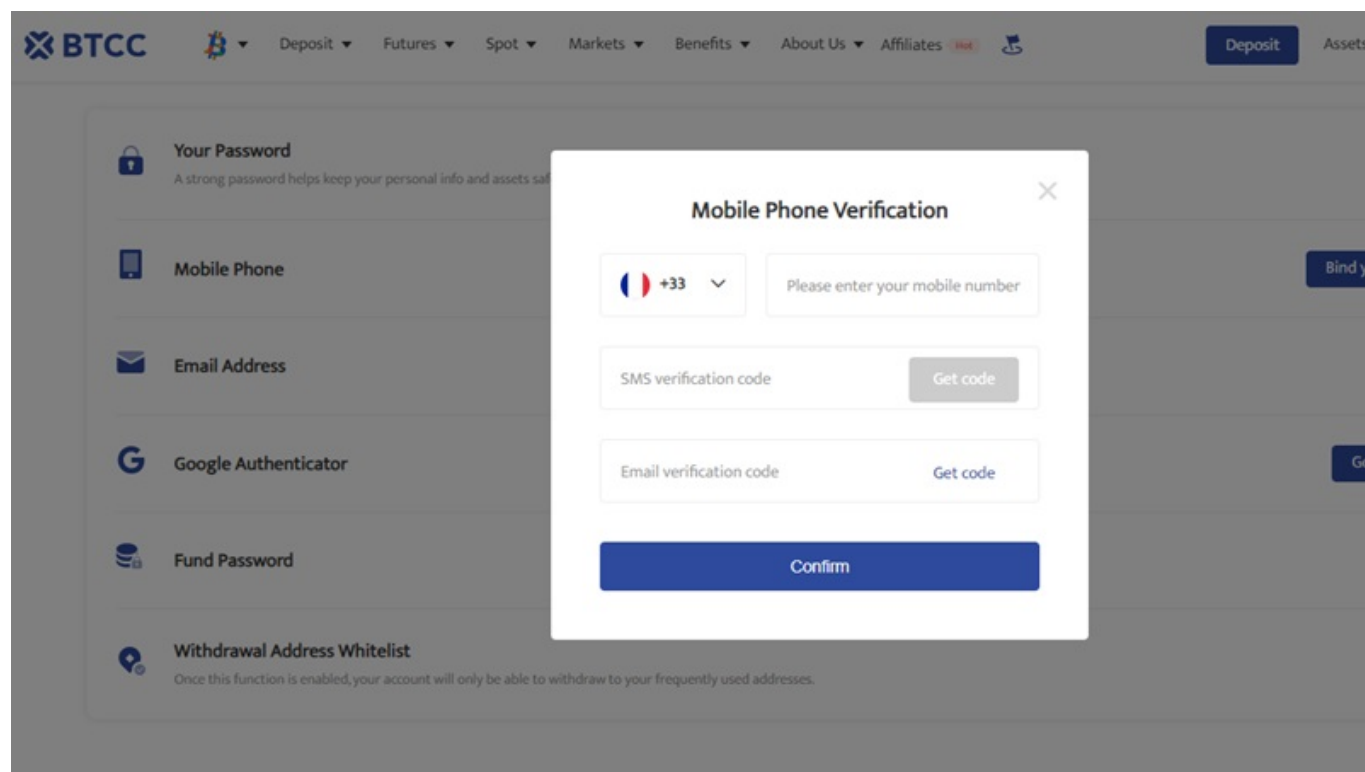 BTCC Deposit Futures Spot Markets Benefits About Us Affiliates Hot Deposit Assets
Your Password
A strong password helps keep your personal info and assets saf
Mobile Phone
Bind y
Email Address
Google Authenticator
Go
Fund Password
Withdrawal Address Whitelist
Once this function is enabled, your account will only be able to withdraw to your frequently used addresses.
Mobile Phone Verification
+33 Please enter your mobile number
SMS verification code Get code
Email verification code Get code
Confirm